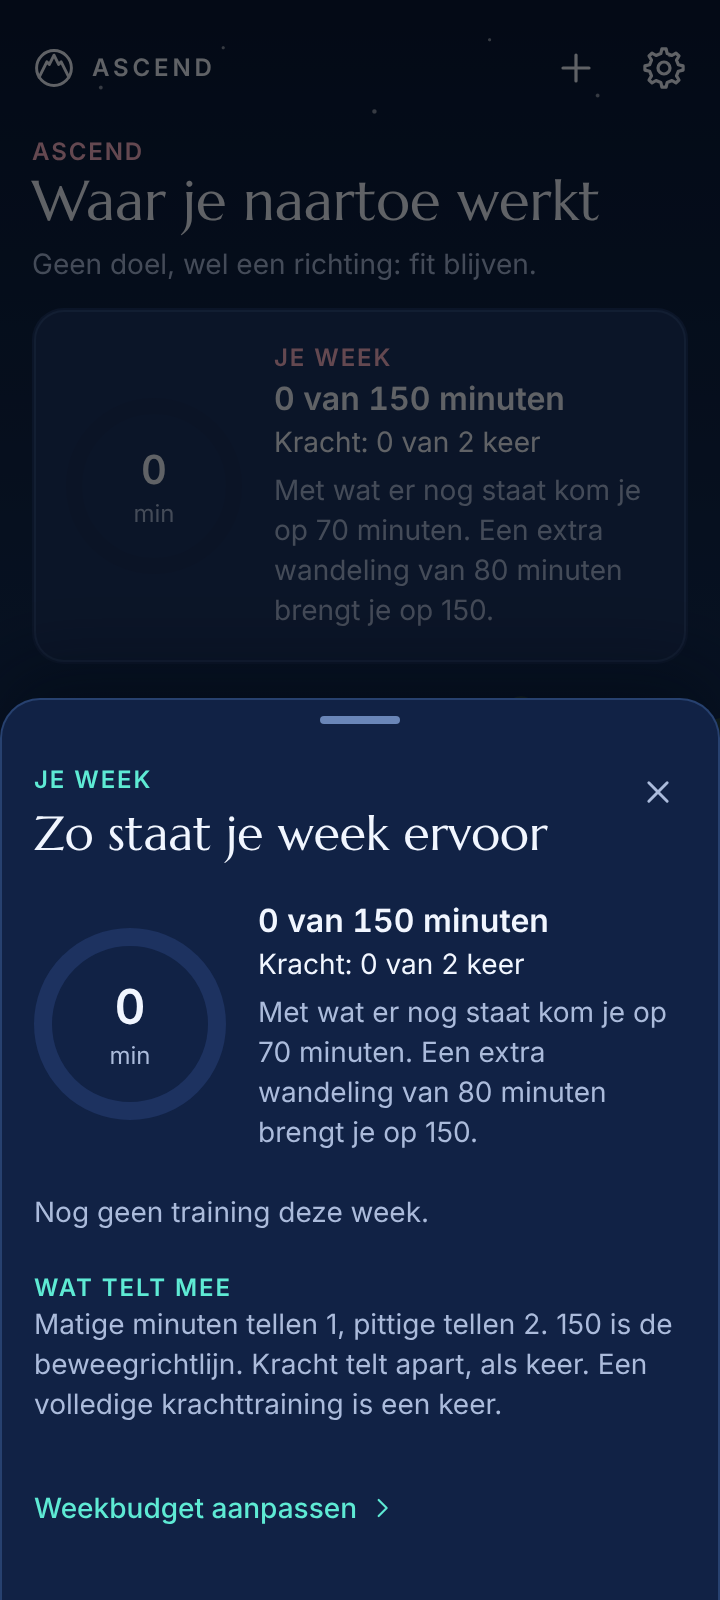 ASCEND
ASCEND
Waar je naartoe werkt
Geen doel, wel een richting: fit blijven.
JE WEEK
0 van 150 minuten
Kracht: 0 van 2 keer
0
min
Met wat er nog staat kom je
op 70 minuten. Een extra
wandeling van 80 minuten
brengt je op 150.
JE WEEK
Zo staat je week ervoor
0 van 150 minuten
Kracht: 0 van 2 keer
0
min
Met wat er nog staat kom je op
70 minuten. Een extra
wandeling van 80 minuten
brengt je op 150.
Nog geen training deze week.
WAT TELT MEE
Matige minuten tellen 1, pittige tellen 2. 150 is de
beweegrichtlijn. Kracht telt apart, als keer. Een
volledige krachttraining is een keer.
Weekbudget aanpassen